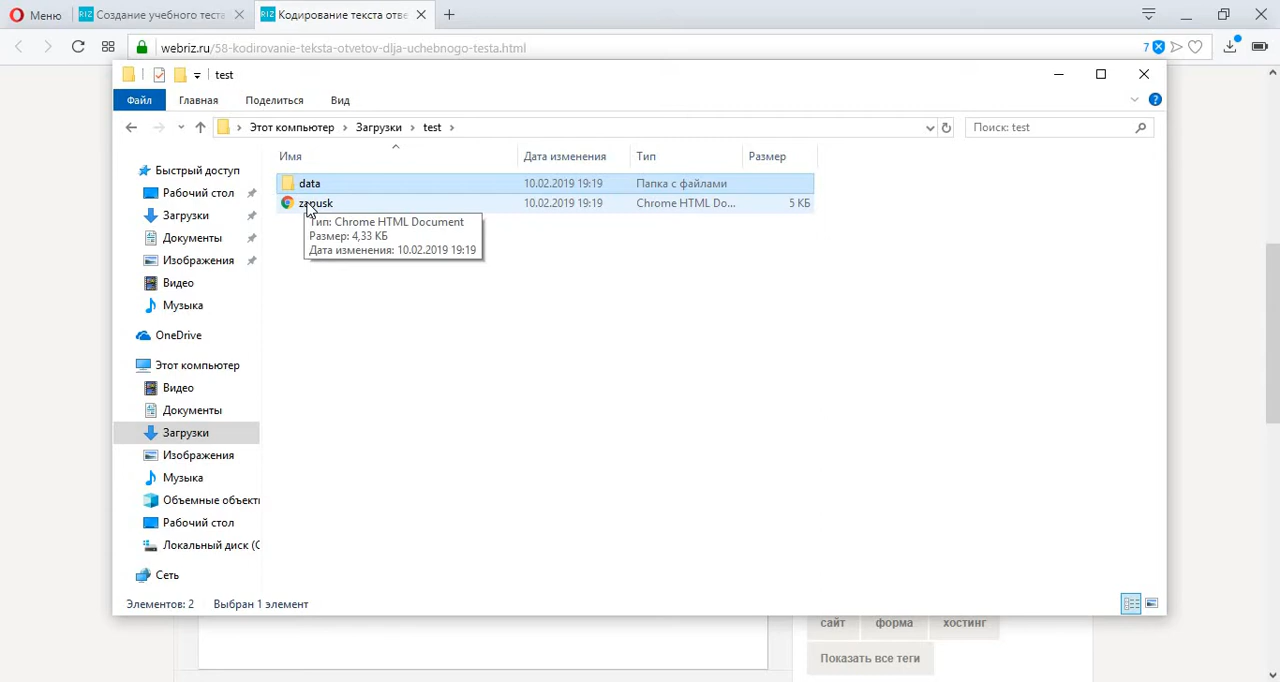 Меню
Создание учебного теста
Кодирование текста отве
webriz.ru/58-kodirovanie-teksta-otvetov-dlja-uchebnogo-testa.html
7
test
Файл
Главная
Поделиться
Вид
Этот компьютер
Загрузки
test
Поиск: test
Имя
Дата изменения
Тип
Размер
Быстрый доступ
Рабочий стол
Загрузки
Документы
Изображения
Видео
Музыка
OneDrive
Этот компьютер
Видео
Документы
Загрузки
Изображения
Музыка
Объемные объекты
Рабочий стол
Локальный диск (C
Сеть
data 10.02.2019 19:19 Папка с файлами
zapusk 10.02.2019 19:19 Chrome HTML Do... 5 КБ
Тип: Chrome HTML Document
Размер: 4,33 КБ
Дата изменения: 10.02.2019 19:19
Элементов: 2
Выбран 1 элемент
сайт
форма
хостинг
Показать все теги